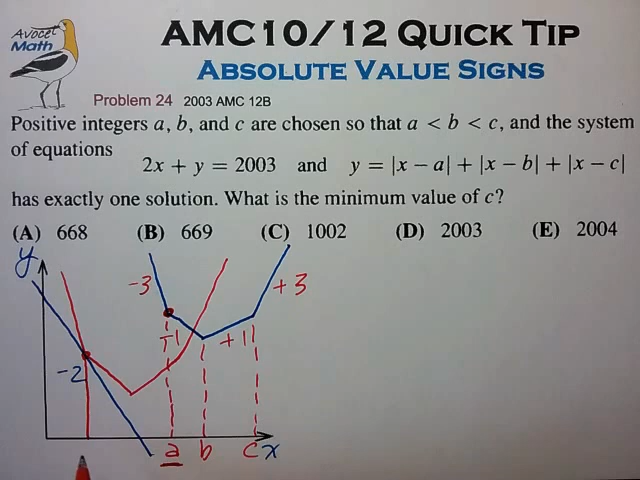 Avocet
Math
AMC10/12 Quick Tip
Absolute Value Signs
Problem 24 2003 AMC 12B
Positive integers a, b, and c are chosen so that a < b < c, and the system
of equations
2x + y = 2003 and y = |x − a| + |x − b| + |x − c|
has exactly one solution. What is the minimum value of c?
(A) 668 (B) 669 (C) 1002 (D) 2003 (E) 2004
y
-3
+3
-1
+1
-2
a b c x